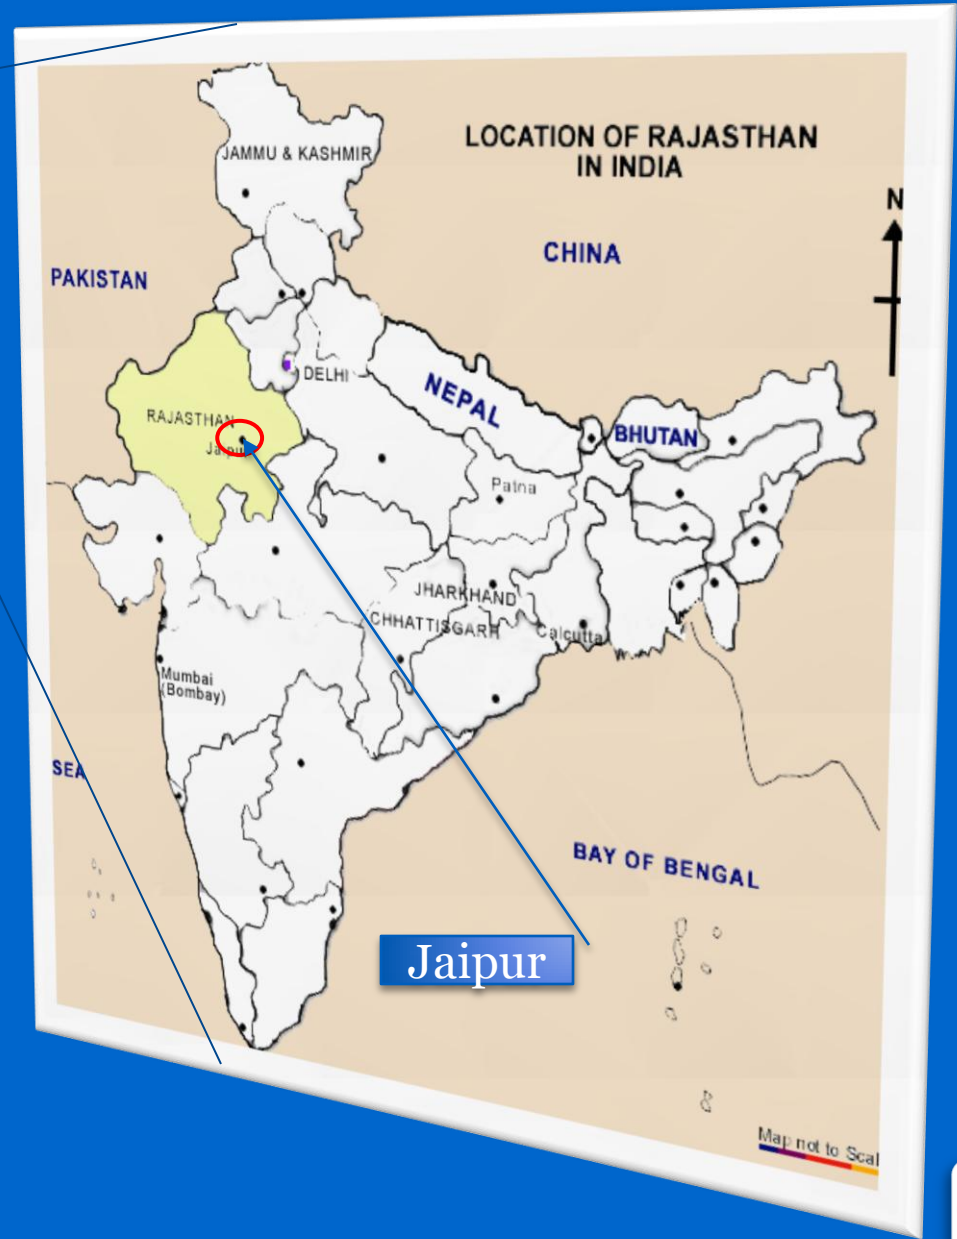 LOCATION OF RAJASTHAN
IN INDIA
JAMMU & KASHMIR
N
CHINA
PAKISTAN
DELHI
NEPAL
RAJASTHAN
Jaipur
BHUTAN
Patna
JHARKHAND
CHHATTISGARH
Calcutta
Mumbai
(Bombay)
SEA
BAY OF BENGAL
Jaipur
Map not to Scal